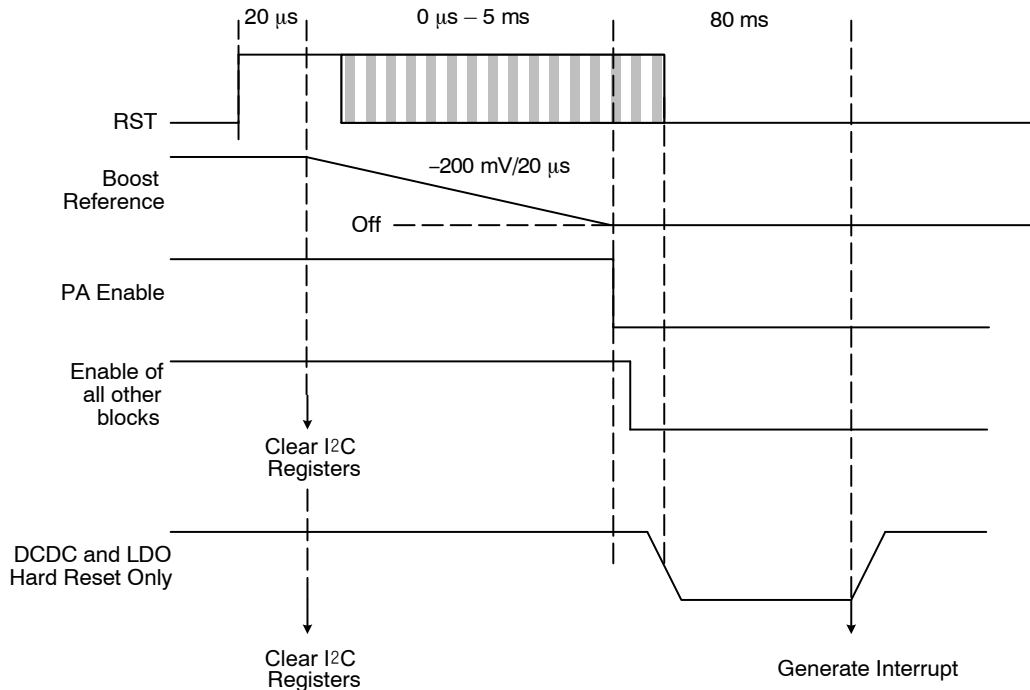 20 μs
0 μs – 5 ms
80 ms
RST
–200 mV/20 μs
Boost
Reference
Off
PA Enable
Enable of
all other
blocks
Clear I2C
Registers
DCDC and LDO
Hard Reset Only
Clear I2C
Registers
Generate Interrupt